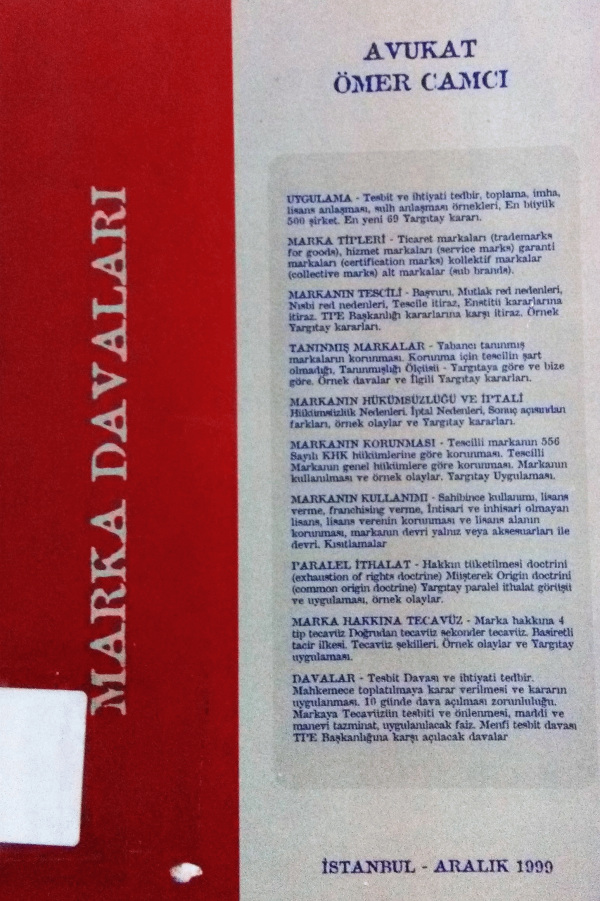 AVUKAT
ÖMER CAMCI
MARKA DAVALARI
UYGULAMA - Tesbit ve ihtiyati tedbir, toplama, imha,
lisans anlaşması, sulh anlaşması örnekleri, En büyük
500 şirket. En yeni 69 Yargıtay kararı.
MARKA TİPLERİ - Ticaret markaları (trademarks
for goods), hizmet markaları (service marks) garanti
markaları (certification marks) kollektif markalar
(collective marks) alt markalar (sub brands).
MARKANIN TESCİLİ - Başvuru, Mutlak red nedenleri,
Nisbi red nedenleri, Tescile itiraz, Enstitü kararlarına
itiraz. TPE Başkanlığı kararlarına karşı itiraz. Örnek
Yargıtay kararları.
TANINMIŞ MARKALAR - Yabancı tanınmış
markaların korunması. Korunma için tescilin şart
olmadığı, Tanınmışlığı Ölçüsü - Yargıtaya göre ve bize
göre. Örnek davalar ve İlgili Yargıtay kararları.
MARKANIN HÜKÜMSÜZLÜĞÜ VE İPTALİ
Hükümsüzlük Nedenleri, İptal Nedenleri, Sonuç açısından
farkları, örnek olaylar ve Yargıtay kararları.
MARKANIN KORUNMASI - Tescilli markanın 556
Sayılı KHK hükümlerine göre korunması. Tescilli
Markanın genel hükümlere göre korunması. Markanın
kullanılması ve örnek olaylar. Yargıtay Uygulaması.
MARKANIN KULLANIMI - Sahibince kullanımı, lisans
verme, franchising verme, İntisari ve inhisari olmayan
lisans, lisans verenin korunması ve lisans alanın
korunması, markanın devri yalnız veya aksesuarları ile
devri. Kısıtlamalar
PARALEL İTHALAT - Hakkın tüketilmesi doctrini
(exhaustion of rights doctrine) Müşterek Origin doctrini
(common origin doctrine) Yargıtay paralel ithalat görüşü
ve uygulaması, örnek olaylar.
MARKA HAKKINA TECAVÜZ - Marka hakkına 4
tip tecavüz Doğrudan tecavüz sekonder tecavüz. Basiretli
tacir ilkesi. Tecavüz şekilleri. Örnek olaylar ve Yargıtay
uygulaması.
DAVALAR - Tesbit Davası ve ihtiyati tedbir.
Mahkemece toplatılmaya karar verilmesi ve kararın
uygulanması. 10 günde dava açılması zorunluluğu.
Markaya Tecavüzün tesbiti ve önlenmesi, maddi ve
manevi tazminat, uygulanılacak faiz. Menfi tesbit davası
TPE Başkanlığına karşı açılacak davalar
İSTANBUL - ARALIK 1999